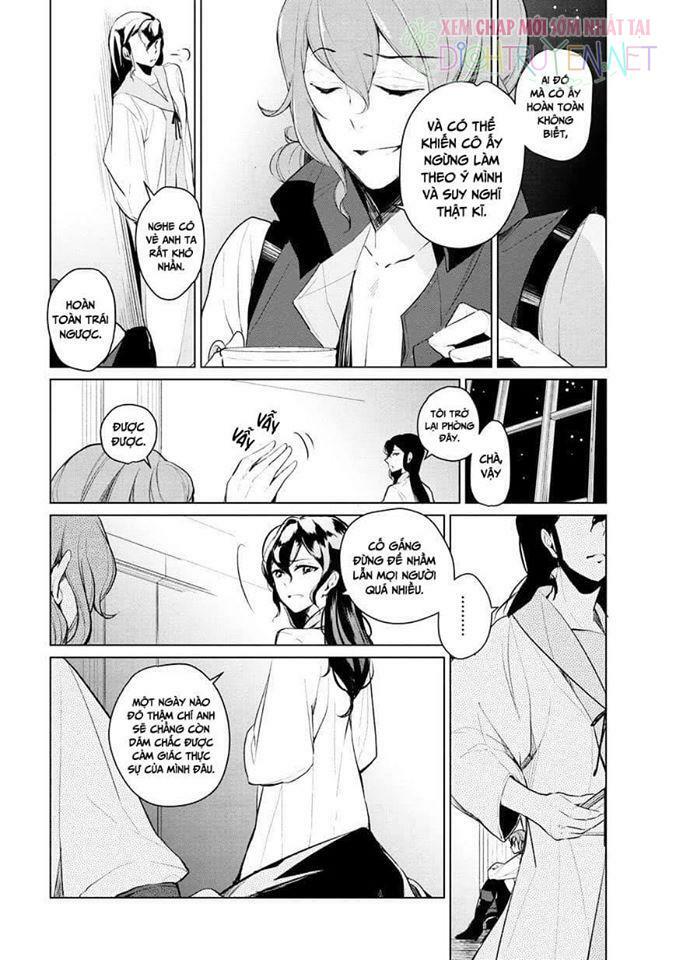 XEM CHAP MỚI SỚM NHẤT TẠI
DICHTRUYEN.NET
AI ĐÓ
MÀ CÔ ẤY
HOÀN TOÀN
KHÔNG
BIẾT,
VÀ CÓ THỂ
KHIẾN CÔ ẤY
NGỪNG LÀM
THEO Ý MÌNH
VÀ SUY NGHĨ
THẬT KĨ.
NGHE CÓ
VẺ ANH TA
RẤT KHÓ
NHẰN.
HOÀN
TOÀN TRÁI
NGƯỢC.
CHÀ,
VẬY
TÔI TRỞ
LẠI PHÒNG
ĐÂY.
VẪY
VẪY
VẪY
ĐƯỢC
ĐƯỢC.
.........
CỐ GẮNG
ĐỪNG ĐỂ NHẦM
LẪN MỌI NGƯỜI
QUÁ NHIỀU.
MỘT NGÀY NÀO
ĐÓ THẬM CHÍ ANH
SẼ CHẲNG CÒN
DÁM CHẮC ĐƯỢC
CẢM GIÁC THỰC
SỰ CỦA MÌNH ĐÂU.